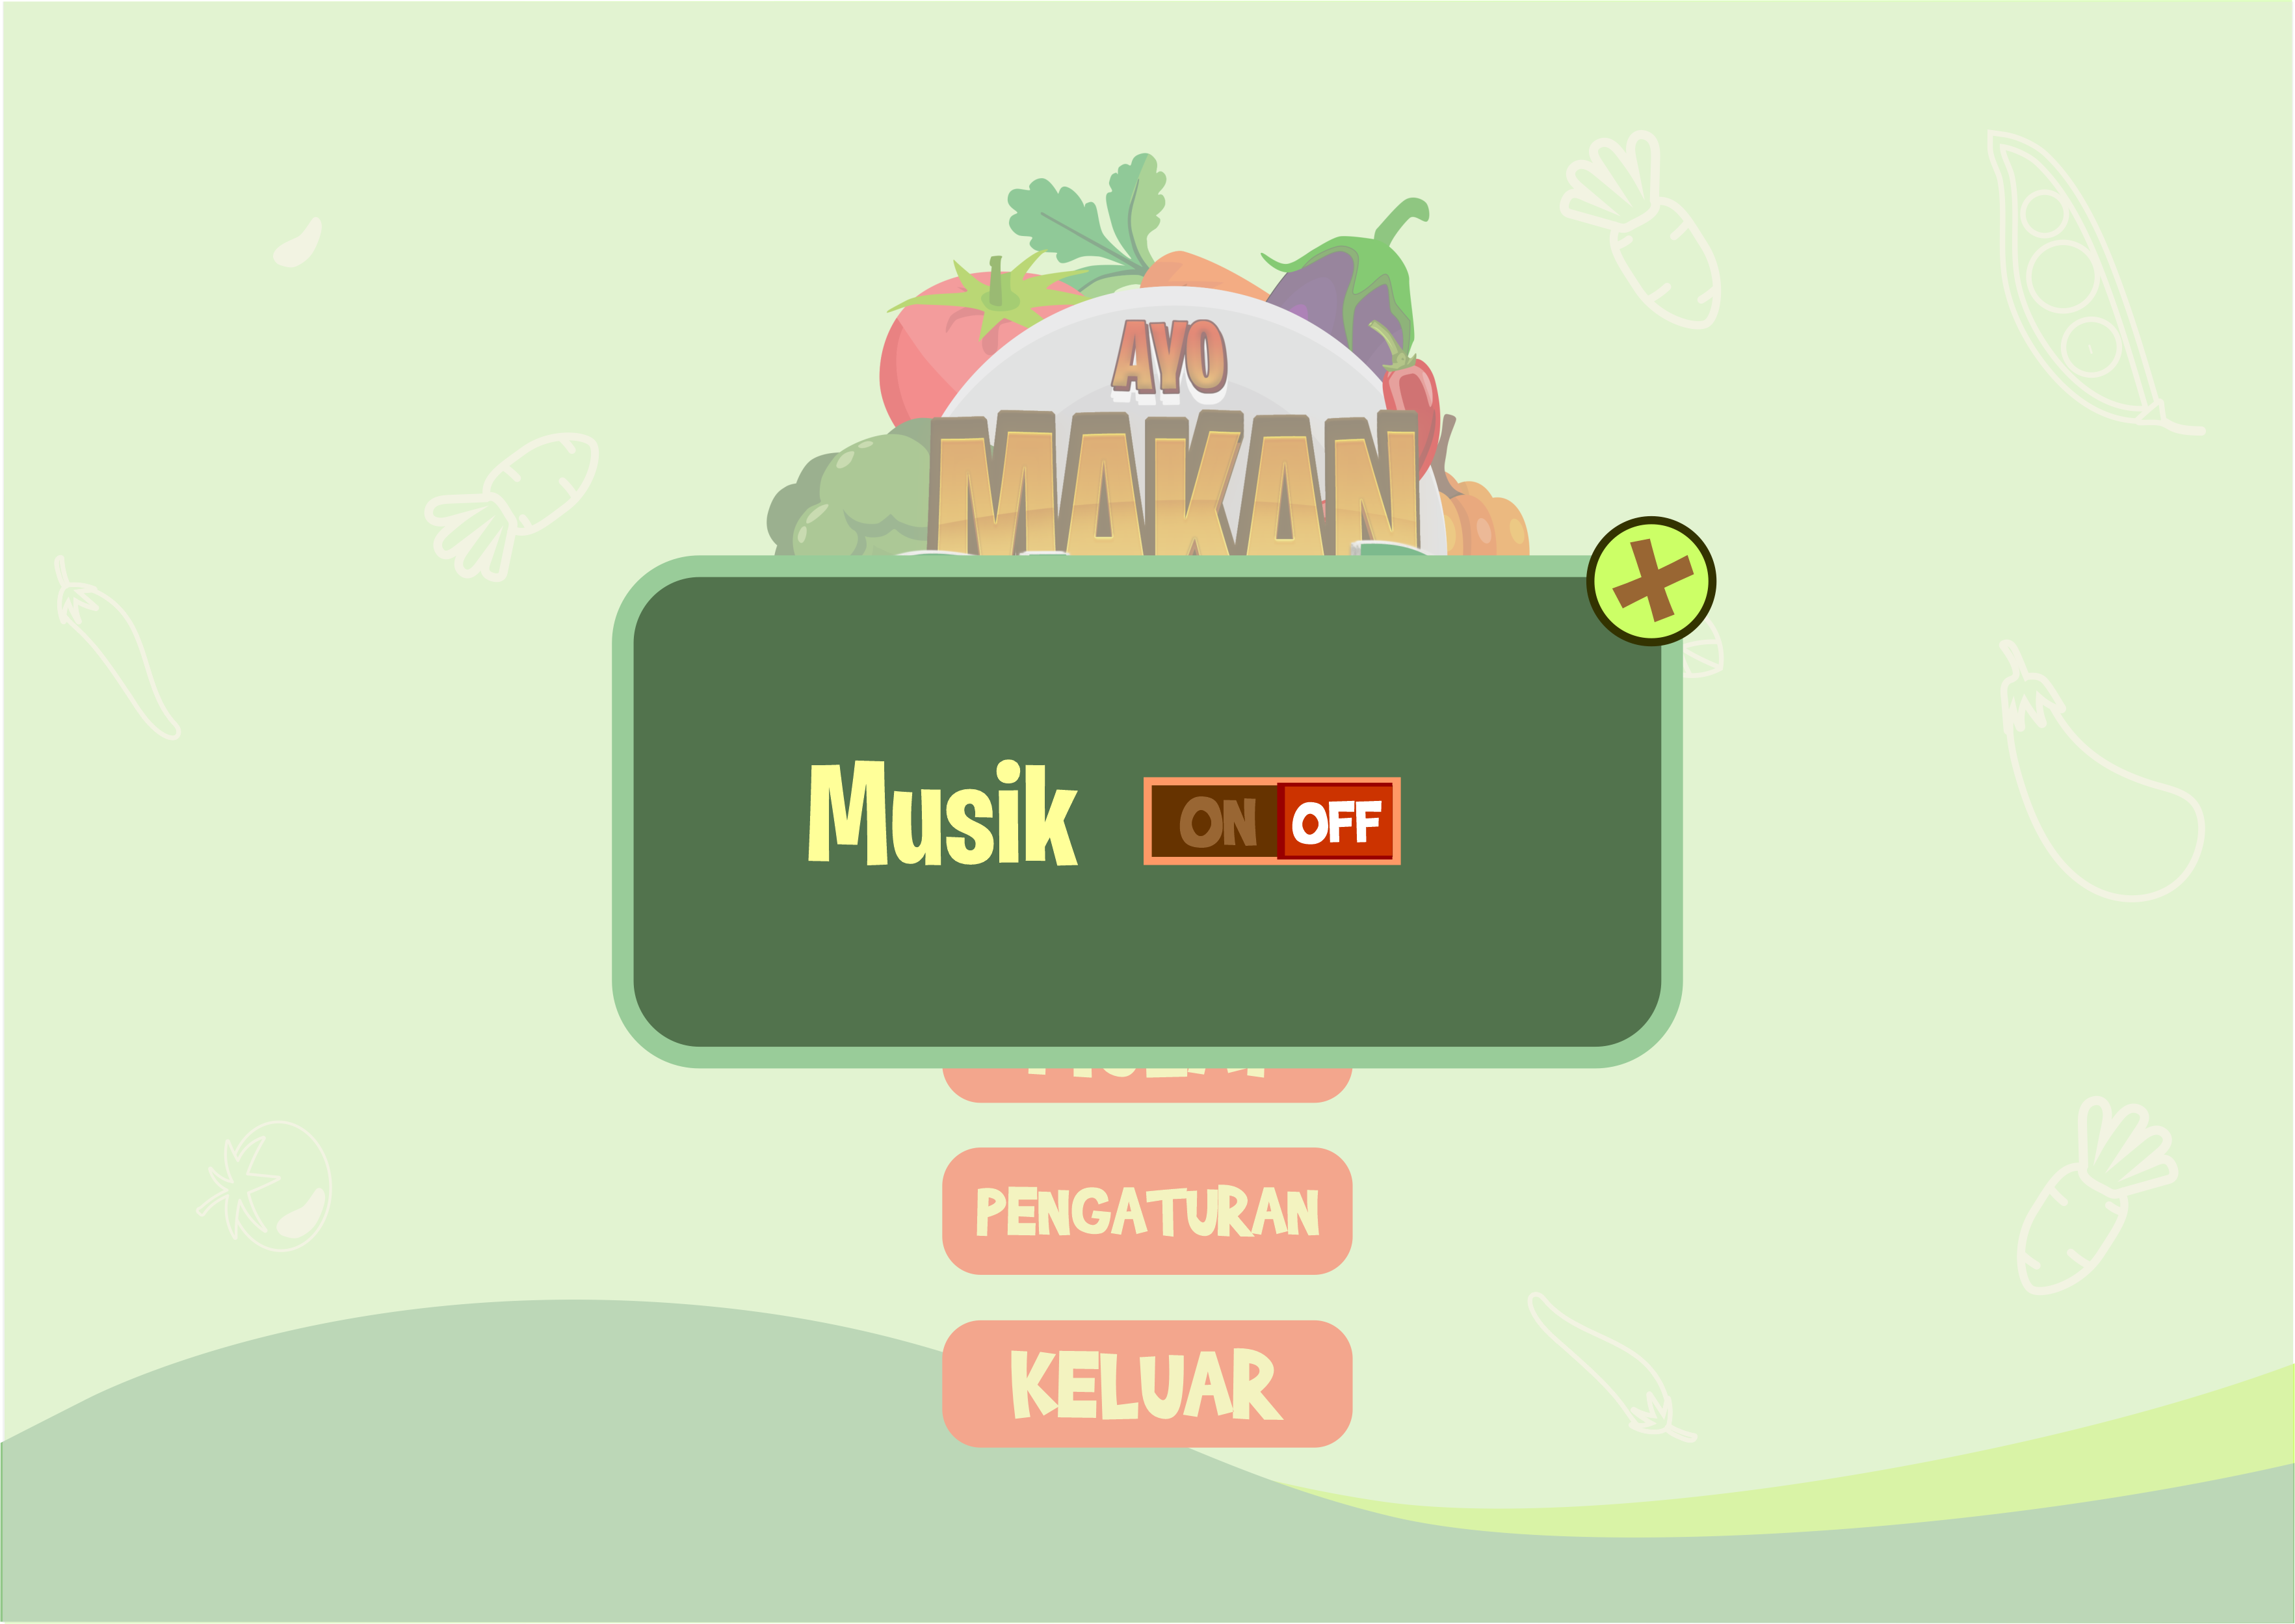 AYO
MAKAN
Musik
ON OFF
PENGATURAN
KELUAR